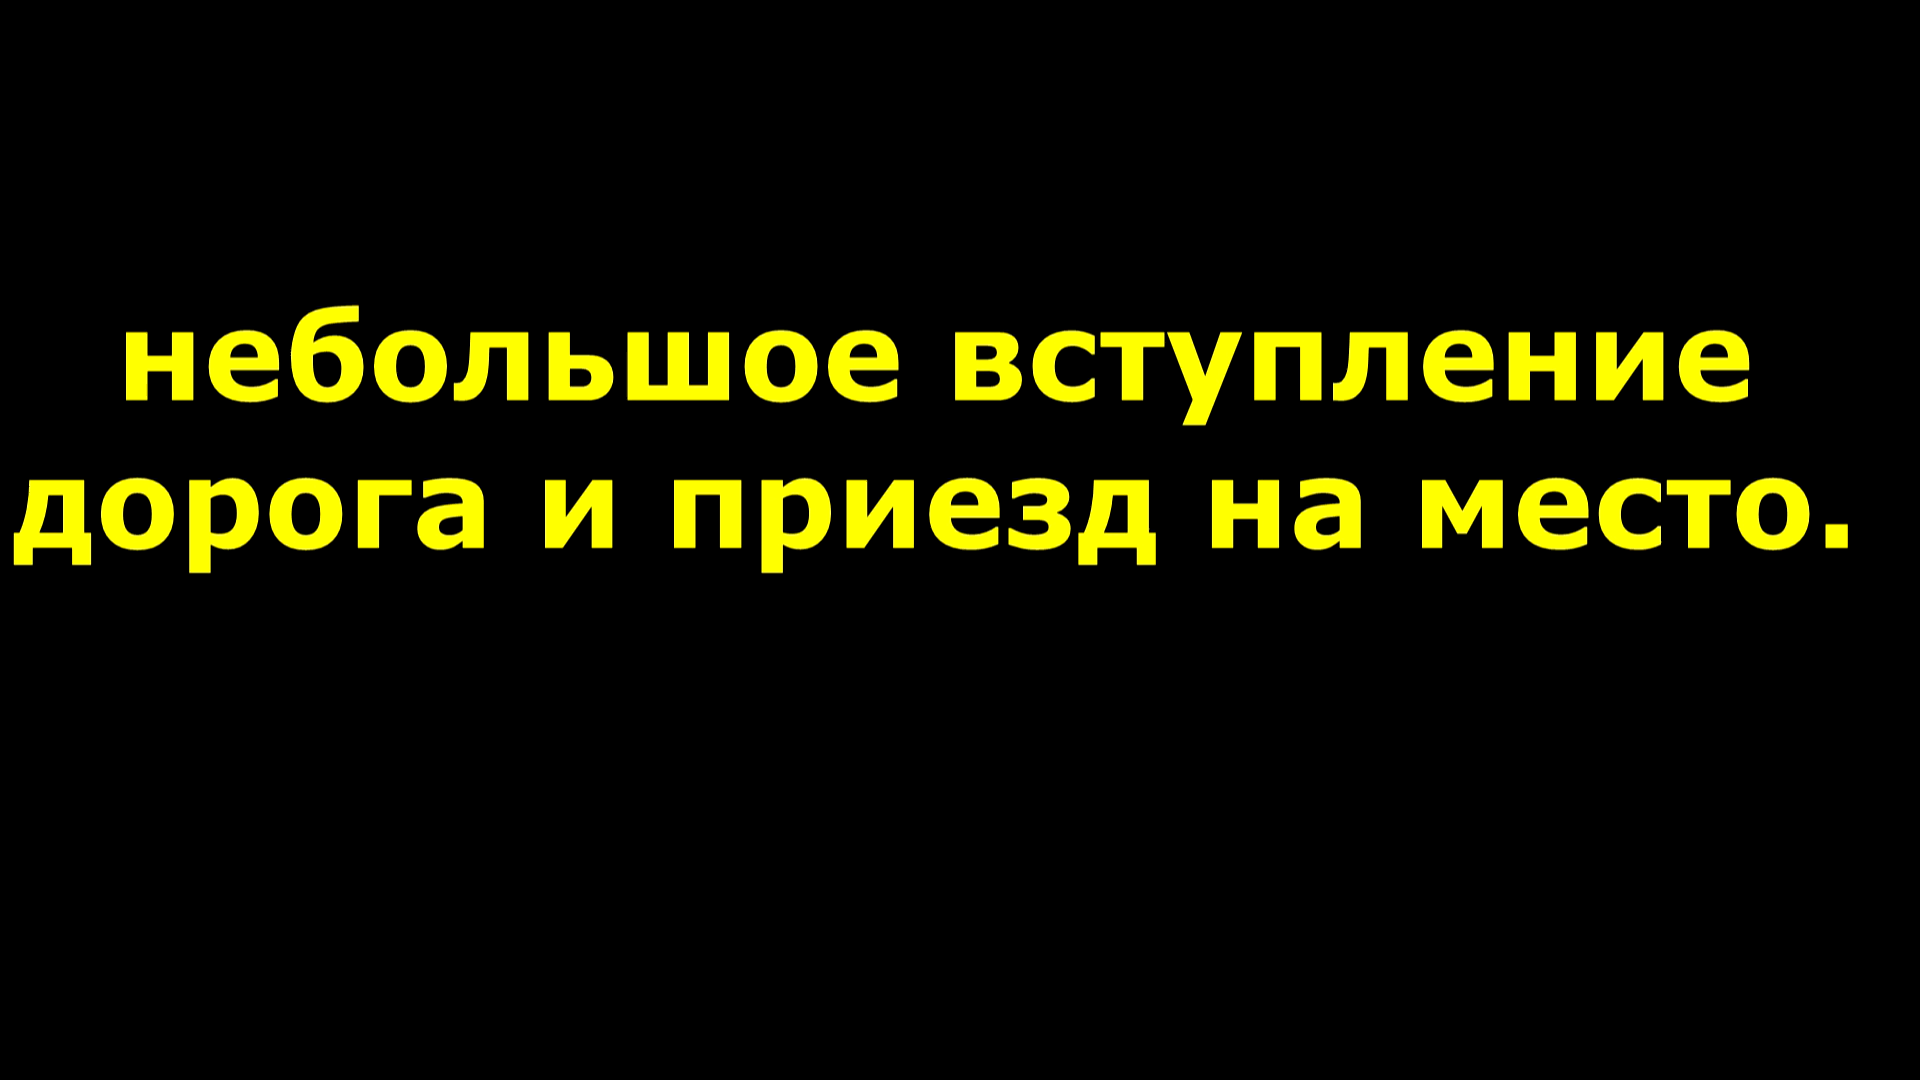 небольшое вступление
дорога и приезд на место.